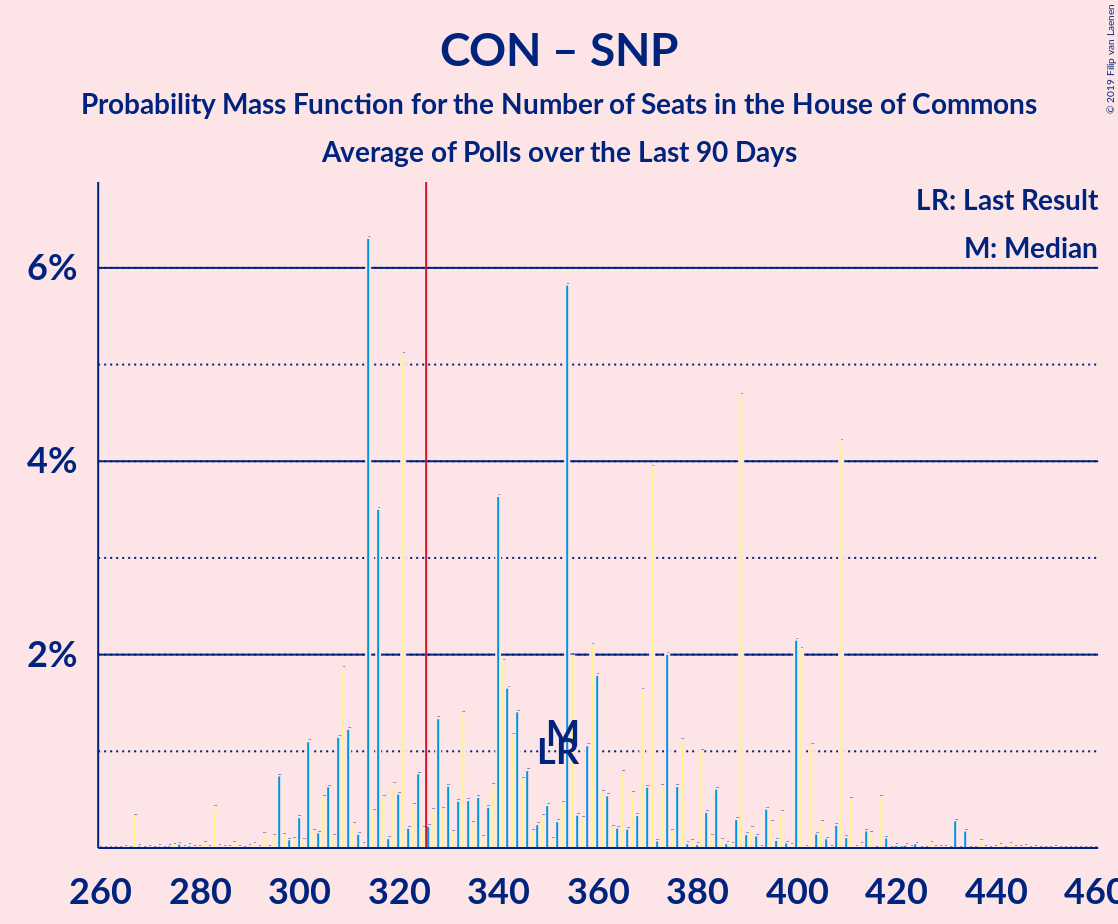 CON – SNP
Probability Mass Function for the Number of Seats in the House of Commons
Average of Polls over the Last 90 Days
© 2019 Filip van Laenen
LR: Last Result
M: Median
6%
4%
2%
M
LR
260 280 300 320 340 360 380 400 420 440 460